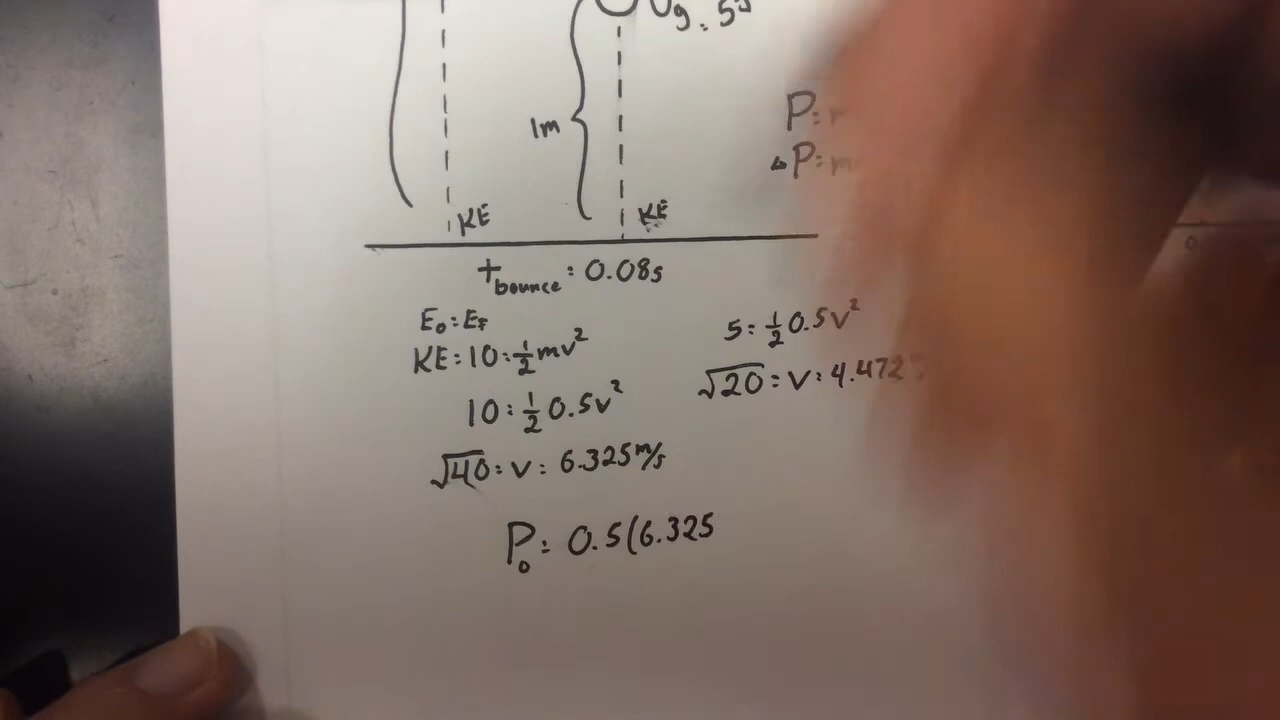 Ug = 5J
1m
P =
ΔP =
KE
KE
t bounce = 0.08s
E₀ = E_F
KE = 10 = ½mv²
10 = ½ 0.5v²
√40 = v = 6.325 m/s
5 = ½ 0.5v²
√20 = v = 4.472
P₀ = 0.5(6.325